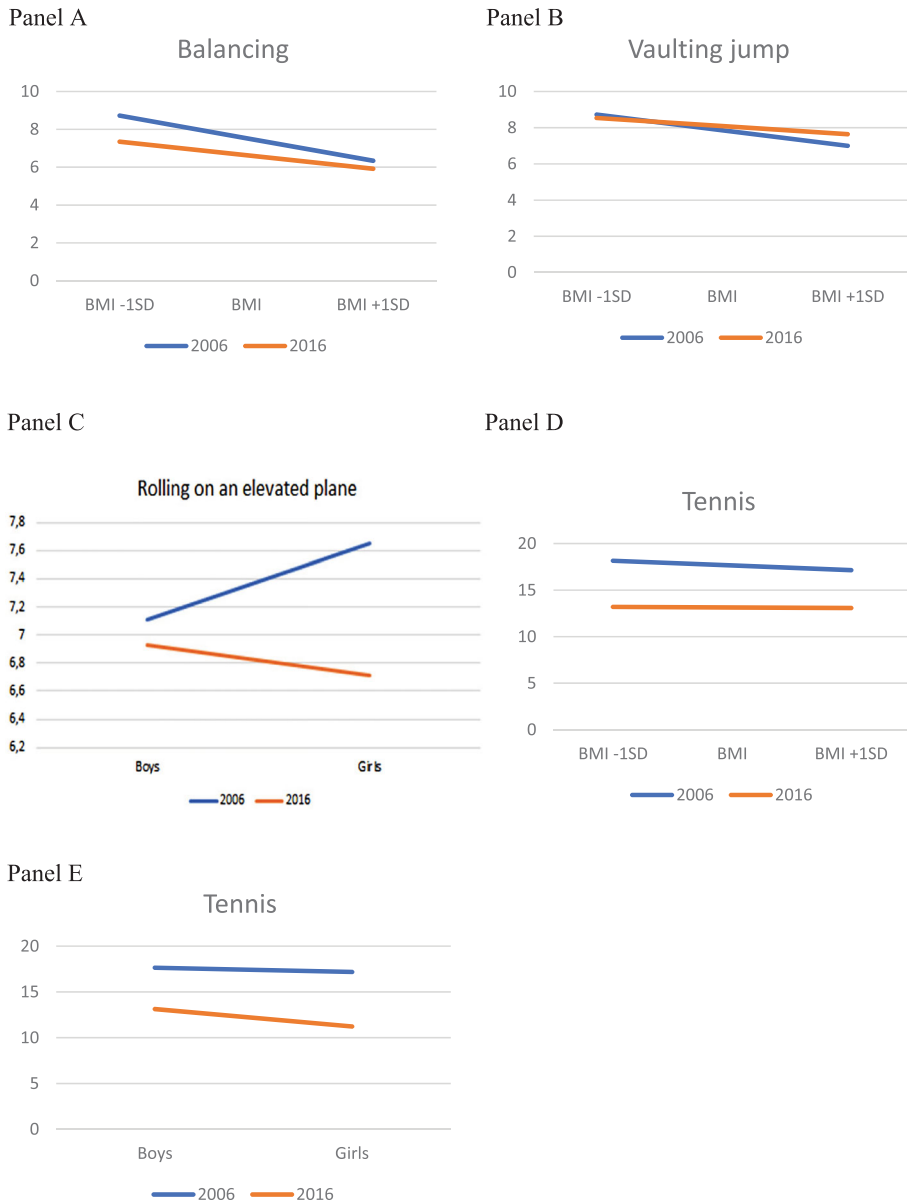 Panel A
Balancing
10
8
6
4
2
0
BMI -1SD BMI BMI +1SD
2006 2016
Panel B
Vaulting jump
10
8
6
4
2
0
BMI -1SD BMI BMI +1SD
2006 2016
Panel C
Rolling on an elevated plane
7,8
7,6
7,4
7,2
7
6,8
6,6
6,4
6,2
Boys Girls
2006 2016
Panel D
Tennis
20
15
10
5
0
BMI -1SD BMI BMI +1SD
2006 2016
Panel E
Tennis
20
15
10
5
0
Boys Girls
2006 2016